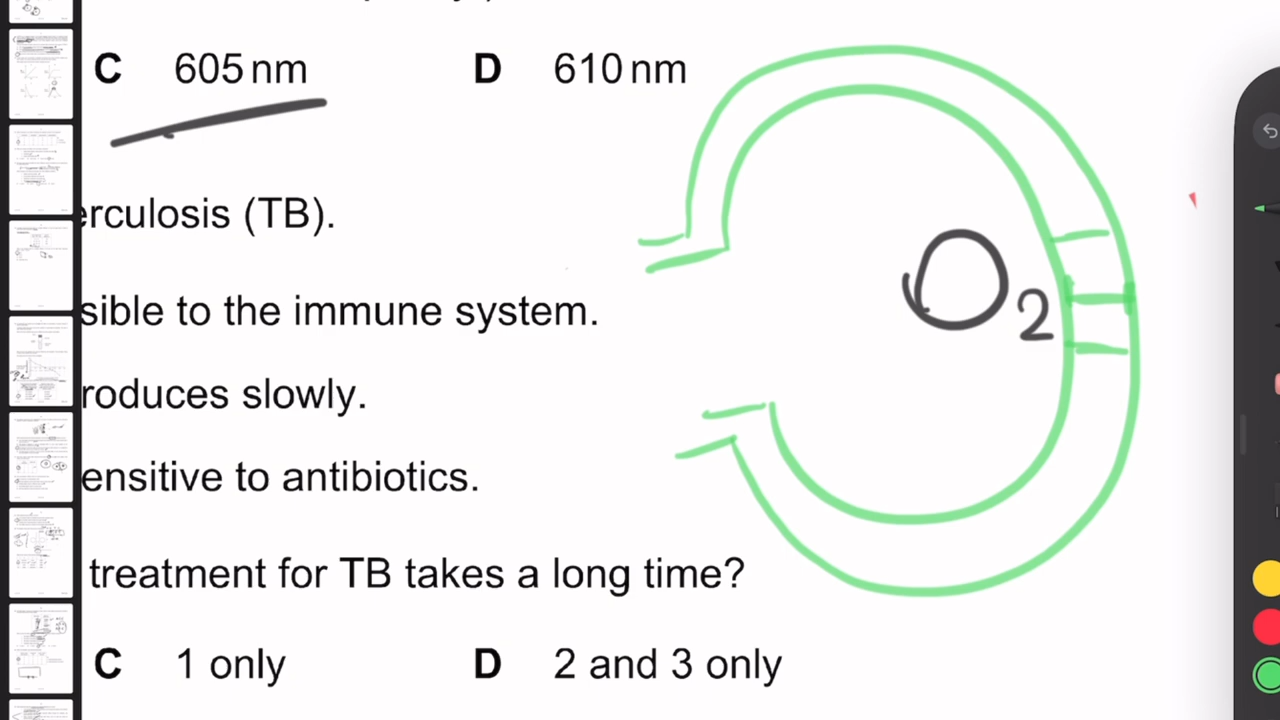 C 605 nm D 610 nm
erculosis (TB).
sible to the immune system.
roduces slowly.
ensitive to antibiotics.
treatment for TB takes a long time?
C 1 only D 2 and 3 only
O2